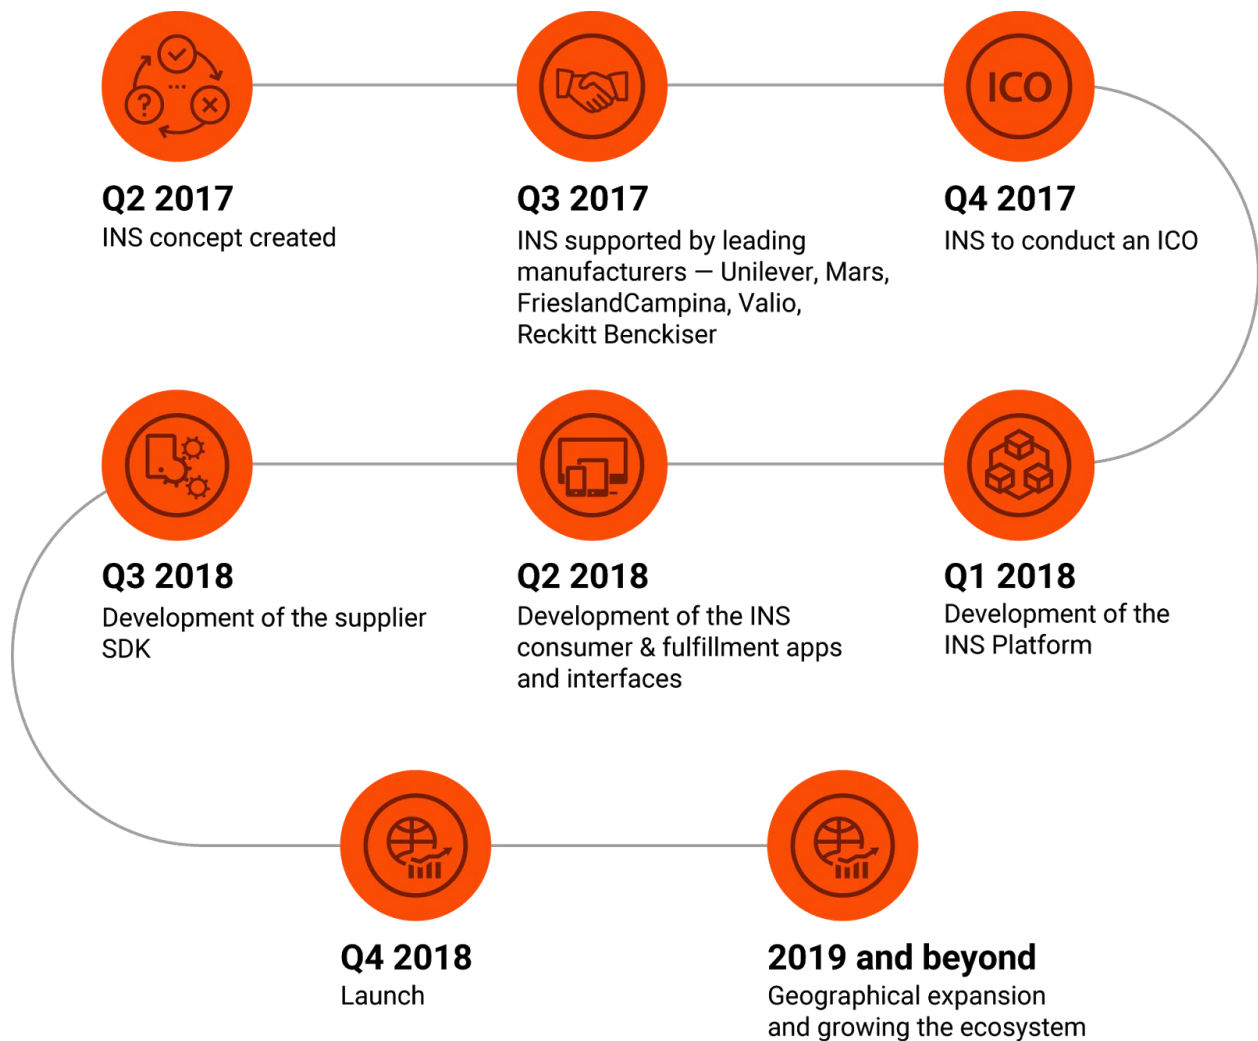 ICO
Q2 2017
INS concept created
Q3 2017
INS supported by leading
manufacturers — Unilever, Mars,
FrieslandCampina, Valio,
Reckitt Benckiser
Q4 2017
INS to conduct an ICO
Q3 2018
Development of the supplier
SDK
Q2 2018
Development of the INS
consumer & fulfillment apps
and interfaces
Q1 2018
Development of the
INS Platform
Q4 2018
Launch
2019 and beyond
Geographical expansion
and growing the ecosystem